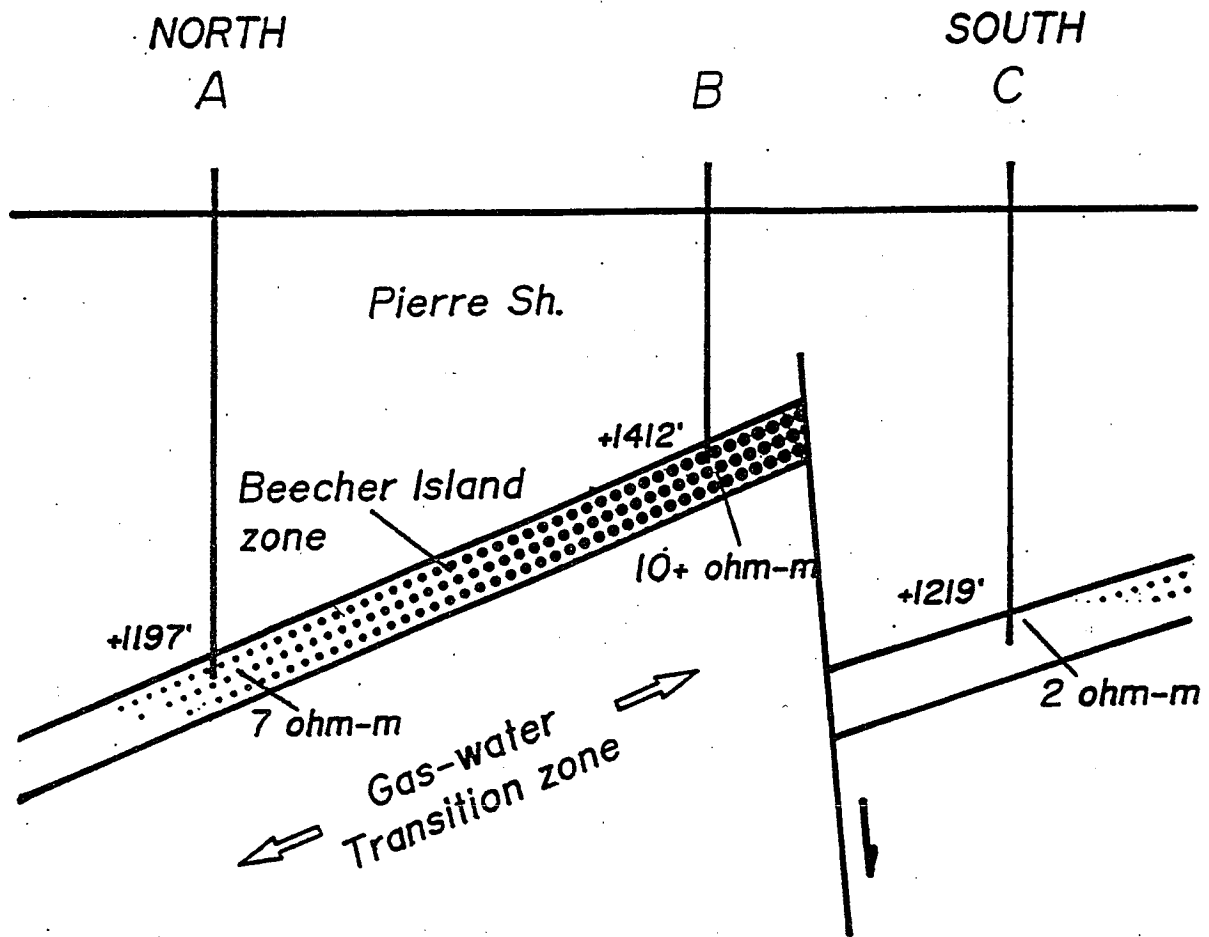 NORTH
SOUTH
A
B
C
Pierre Sh.
+1412'
Beecher Island
zone
10+ ohm-m
+1219'
+1197'
7 ohm-m
2 ohm-m
Gas-water
Transition zone